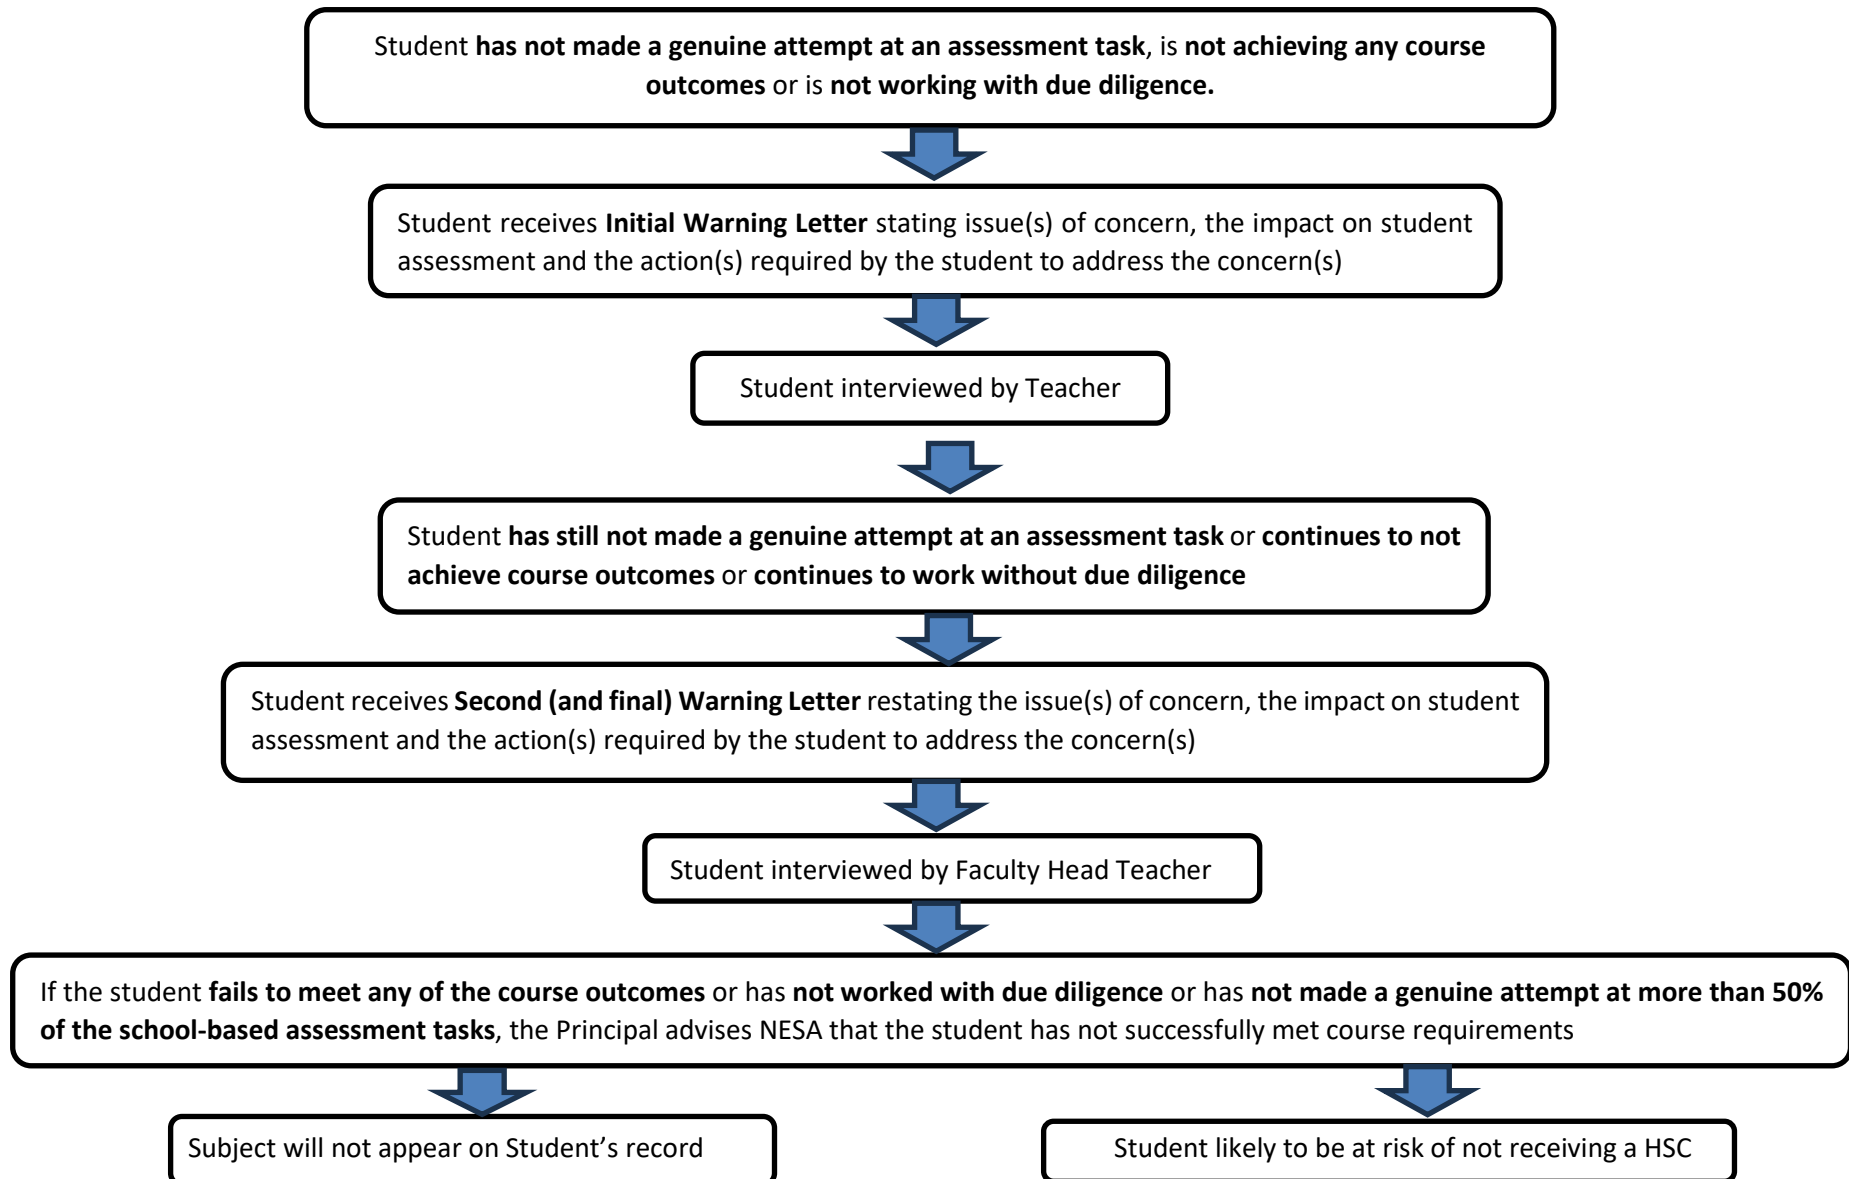 Student has not made a genuine attempt at an assessment task, is not achieving any course
outcomes or is not working with due diligence.
Student receives Initial Warning Letter stating issue(s) of concern, the impact on student
assessment and the action(s) required by the student to address the concern(s)
Student interviewed by Teacher
Student has still not made a genuine attempt at an assessment task or continues to not
achieve course outcomes or continues to work without due diligence
Student receives Second (and final) Warning Letter restating the issue(s) of concern, the impact on student
assessment and the action(s) required by the student to address the concern(s)
Student interviewed by Faculty Head Teacher
If the student fails to meet any of the course outcomes or has not worked with due diligence or has not made a genuine attempt at more than 50%
of the school-based assessment tasks, the Principal advises NESA that the student has not successfully met course requirements
Subject will not appear on Student’s record
Student likely to be at risk of not receiving a HSC